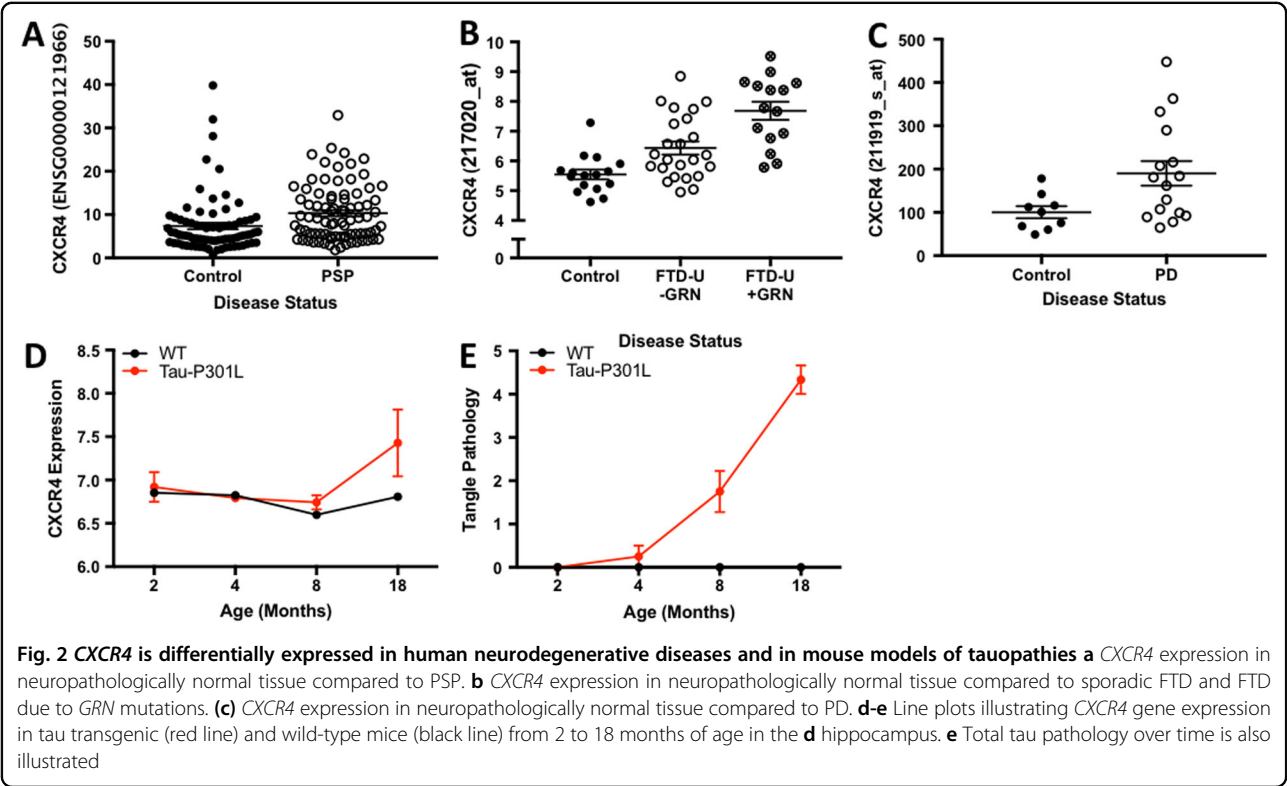 A
CXCR4 (ENSG00000121966)
50
40
30
20
10
0
Control
PSP
Disease Status
B
CXCR4 (217020_at)
10
9
8
7
6
5
4
0
Control
FTD-U
-GRN
FTD-U
+GRN
Disease Status
C
CXCR4 (211919_s_at)
500
400
300
200
100
0
Control
PD
Disease Status
D
CXCR4 Expression
8.5
8.0
7.5
7.0
6.5
6.0
WT
Tau-P301L
2
4
8
18
Age (Months)
E
Tangle Pathology
5
4
3
2
1
0
WT
Tau-P301L
2
4
8
18
Age (Months)
Fig. 2 CXCR4 is differentially expressed in human neurodegenerative diseases and in mouse models of tauopathies a CXCR4 expression in
neuropathologically normal tissue compared to PSP. b CXCR4 expression in neuropathologically normal tissue compared to sporadic FTD and FTD
due to GRN mutations. (c) CXCR4 expression in neuropathologically normal tissue compared to PD. d-e Line plots illustrating CXCR4 gene expression
in tau transgenic (red line) and wild-type mice (black line) from 2 to 18 months of age in the d hippocampus. e Total tau pathology over time is also
illustrated